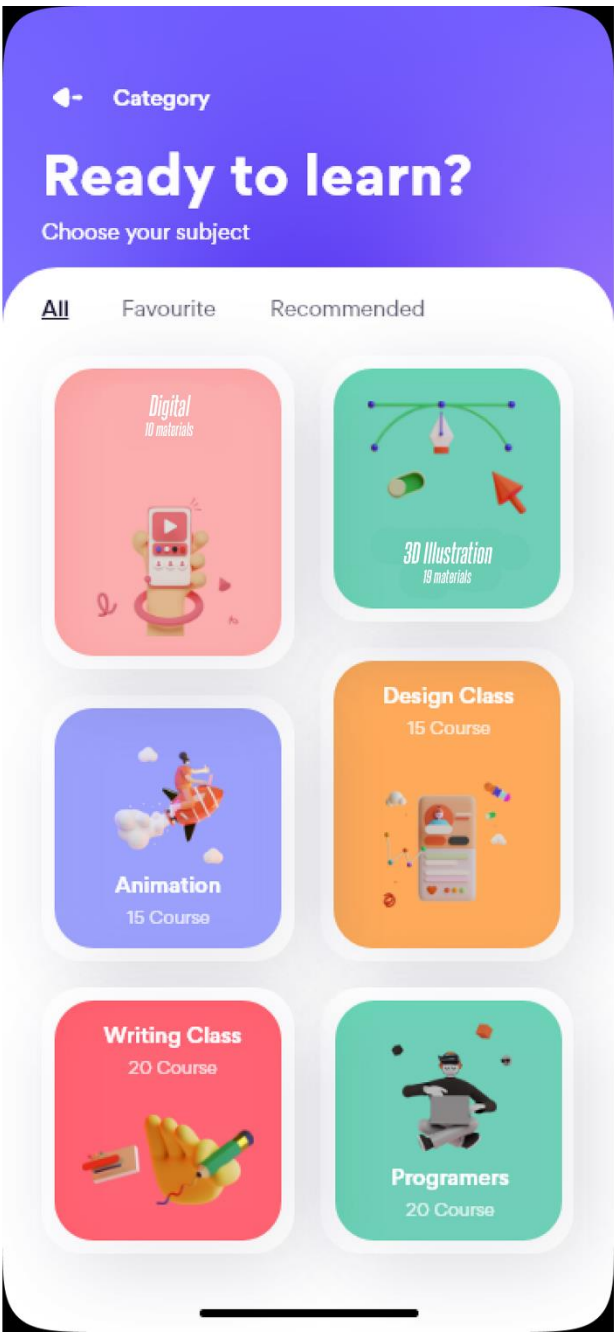 Category
Ready to learn?
Choose your subject
All
Favourite
Recommended
Digital
10 materials
3D Illustration
19 materials
Design Class
15 Course
Animation
15 Course
Writing Class
20 Course
Programers
20 Course